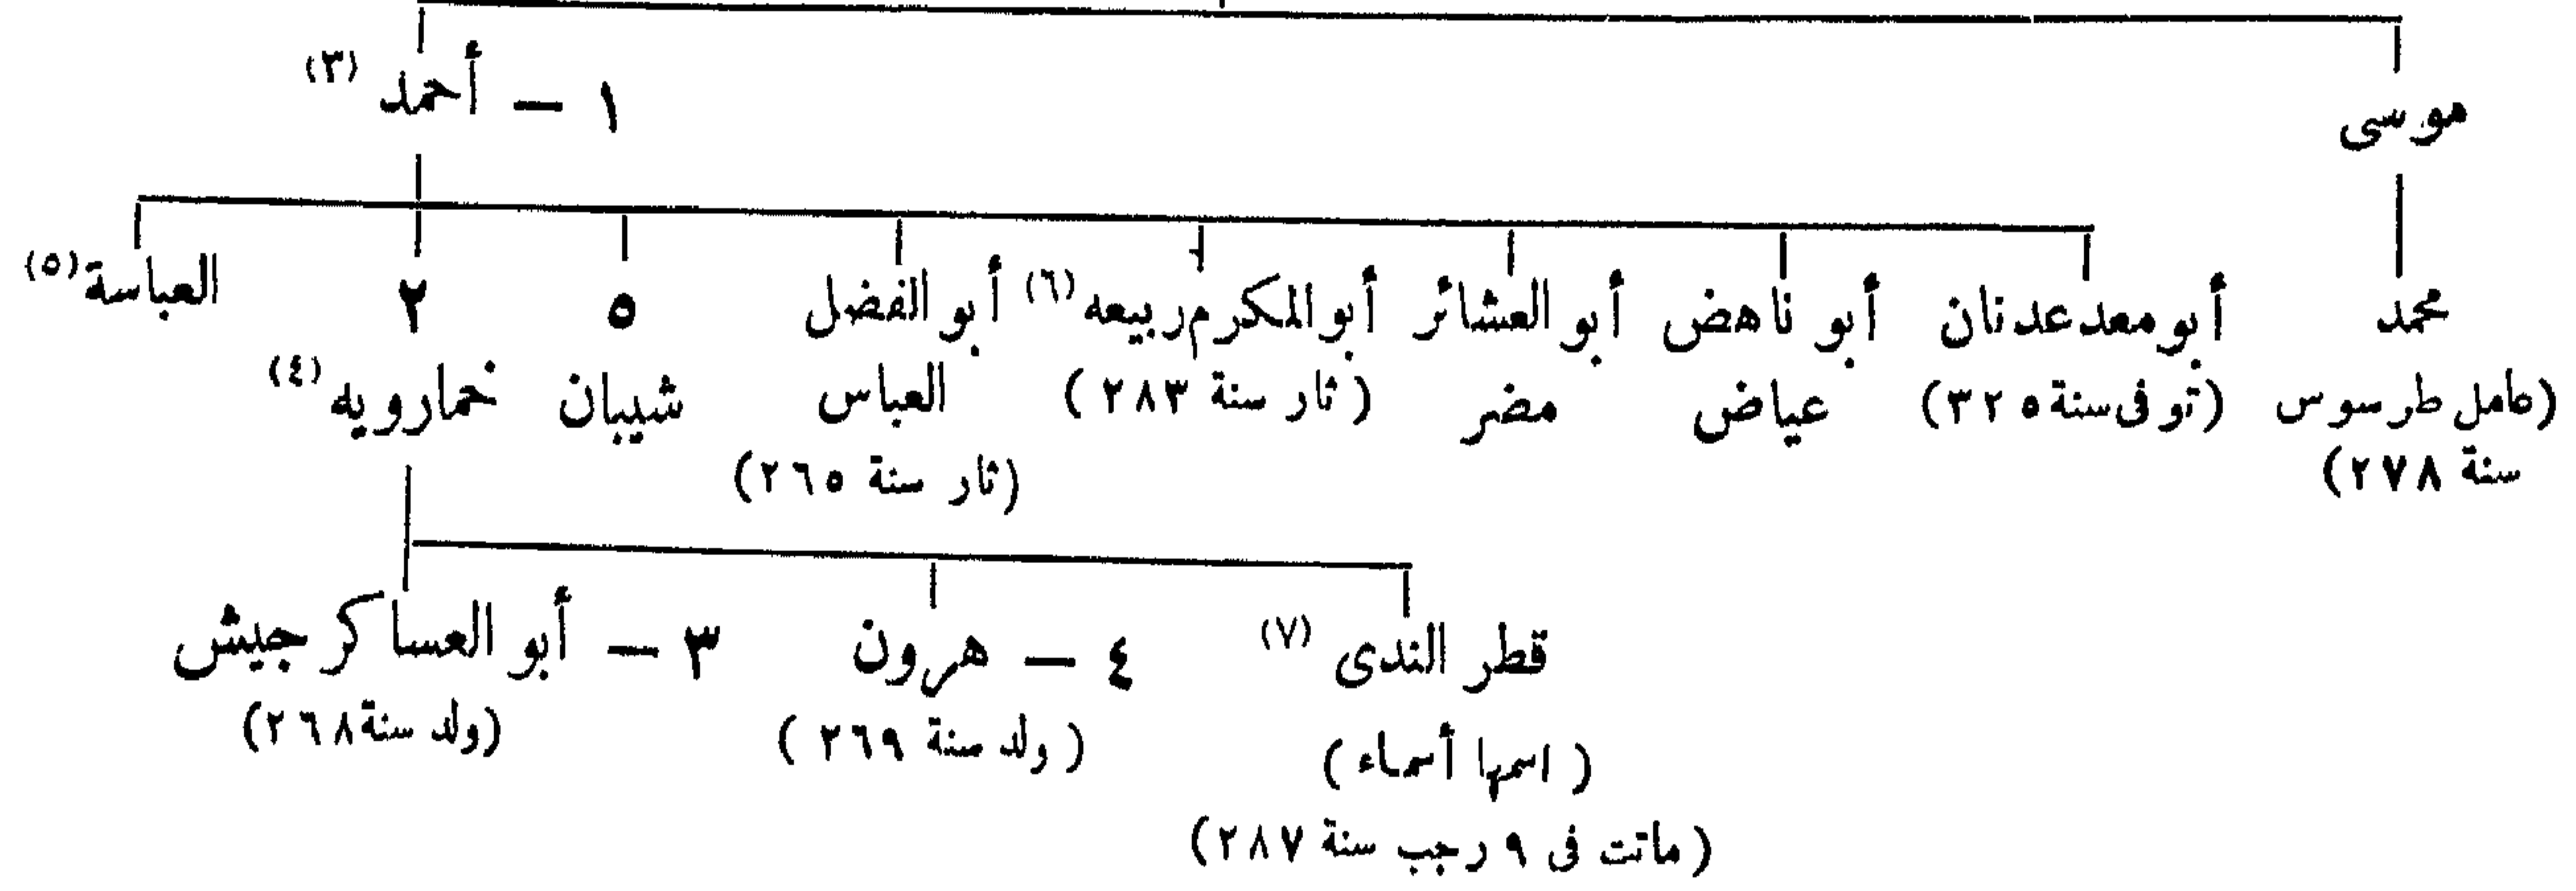 موسى
١ — أحمد (٣)
محمد
(عامل طرسوس
سنة ٢٧٨)
أبو معد عدنان
(توفى سنة ٣٢٥)
أبو ناهض
عياض
أبو العشائر
مضر
أبو المكرم ربيعه (٦)
(ثار سنة ٢٨٣)
أبو الفضل
العباس
(ثار سنة ٢٦٥)
٥
شيبان
٢
خمارويه (٤)
العباسة (٥)
قطر الندى (٧)
(اسمها أسماء)
(ماتت فى ٩ رجب سنة ٢٨٧)
٤ — هرون
(ولد سنة ٢٦٩)
٣ — أبو العساكر جيش
(ولد سنة ٢٦٨)